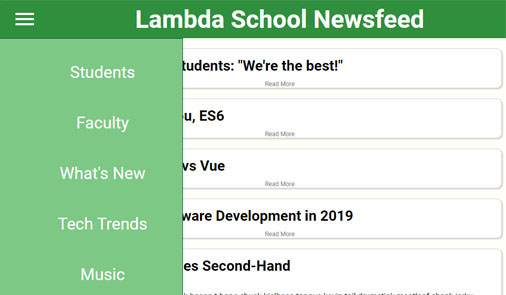 Lambda School Newsfeed
Students
Faculty
What's New
Tech Trends
Music
tudents: "We're the best!"
Read More
u, ES6
Read More
vs Vue
Read More
ware Development in 2019
Read More
es Second-Hand